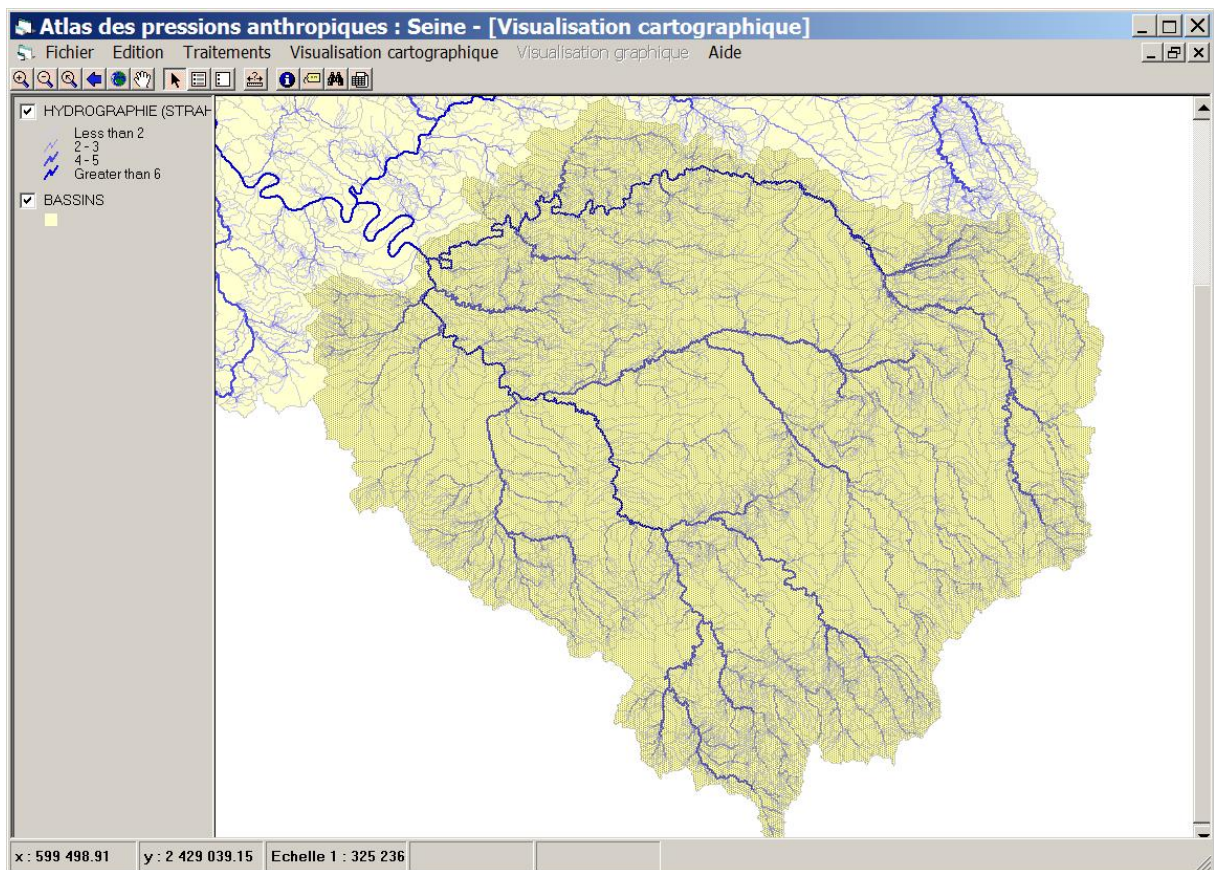 Atlas des pressions anthropiques : Seine - [Visualisation cartographique]
Fichier Edition Traitements Visualisation cartographique Visualisation graphique Aide
HYDROGRAPHIE (STRAH
Less than 2
2 - 3
4 - 5
Greater than 6
BASSINS
x : 599 498.91 y : 2 429 039.15 Echelle 1 : 325 236